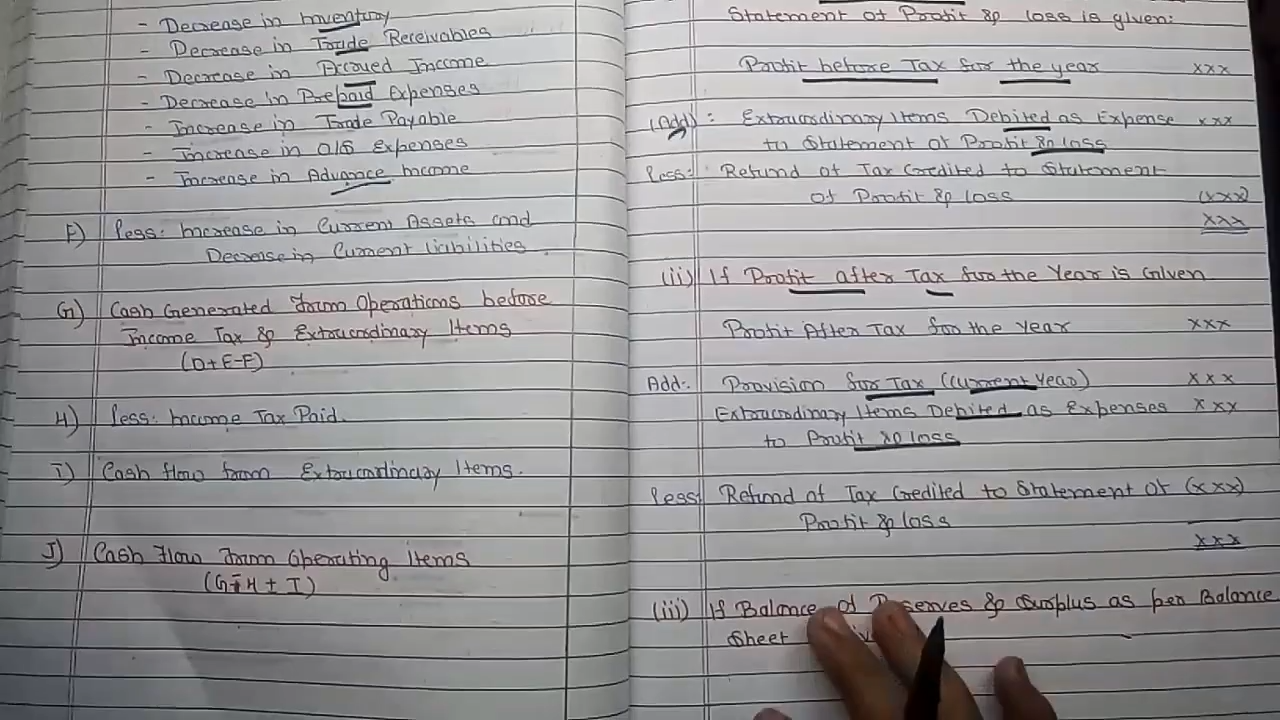 - Decrease in Inventory
- Decrease in Trade Receivables
- Decrease in Accrued Income
- Decrease in Prepaid Expenses
- Increase in Trade Payable
- Increase in O/S Expenses
- Increase in Advance Income
F) Less: Increase in Current Assets and
Decrease in Current Liabilities
G) Cash Generated from Operations before
Income Tax & Extraordinary Items
(D+E-F)
H) Less: Income Tax Paid.
I) Cash flow from Extraordinary Items.
J) Cash Flow from Operating Items
(G-H ± I)
Statement of Profit & Loss is given:
Profit before Tax for the year xxx
(Add): Extraordinary Items Debited as Expense xxx
to Statement of Profit & Loss
Less: Refund of Tax Credited to Statement
of Profit & Loss (xxx)
xxx
(ii) If Profit after Tax for the Year is Given
Profit After Tax for the Year xxx
Add:. Provision for Tax (Current Year) xxx
Extraordinary Items Debited as Expenses xxx
to Profit & Loss
Less: Refund of Tax Credited to Statement of (xxx)
Profit & Loss
xxx
(iii) If Balance of Reserves & Surplus as per Balance
Sheet